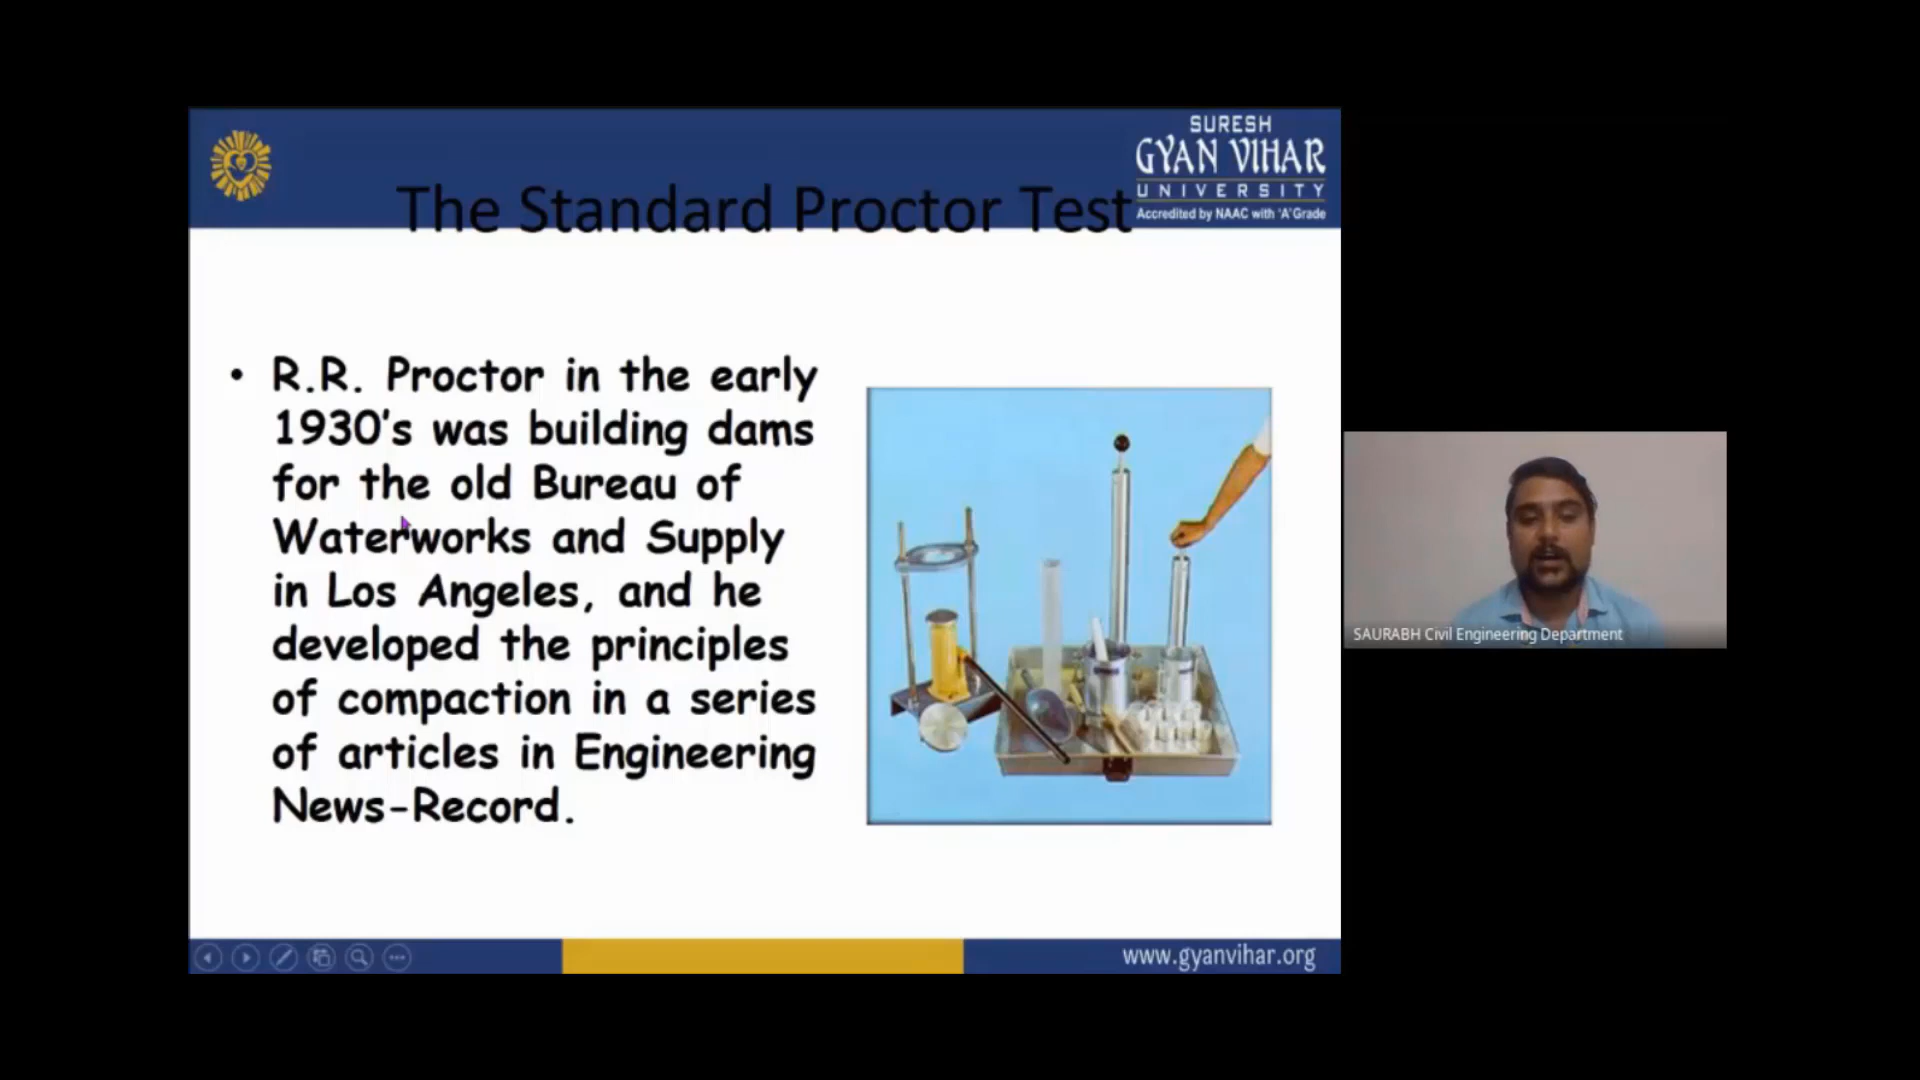 SURESH
GYAN VIHAR
UNIVERSITY
Accredited by NAAC with 'A' Grade
The Standard Proctor Test
• R.R. Proctor in the early
1930's was building dams
for the old Bureau of
Waterworks and Supply
in Los Angeles, and he
developed the principles
of compaction in a series
of articles in Engineering
News-Record.
SAURABH Civil Engineering Department
www.gyanvihar.org